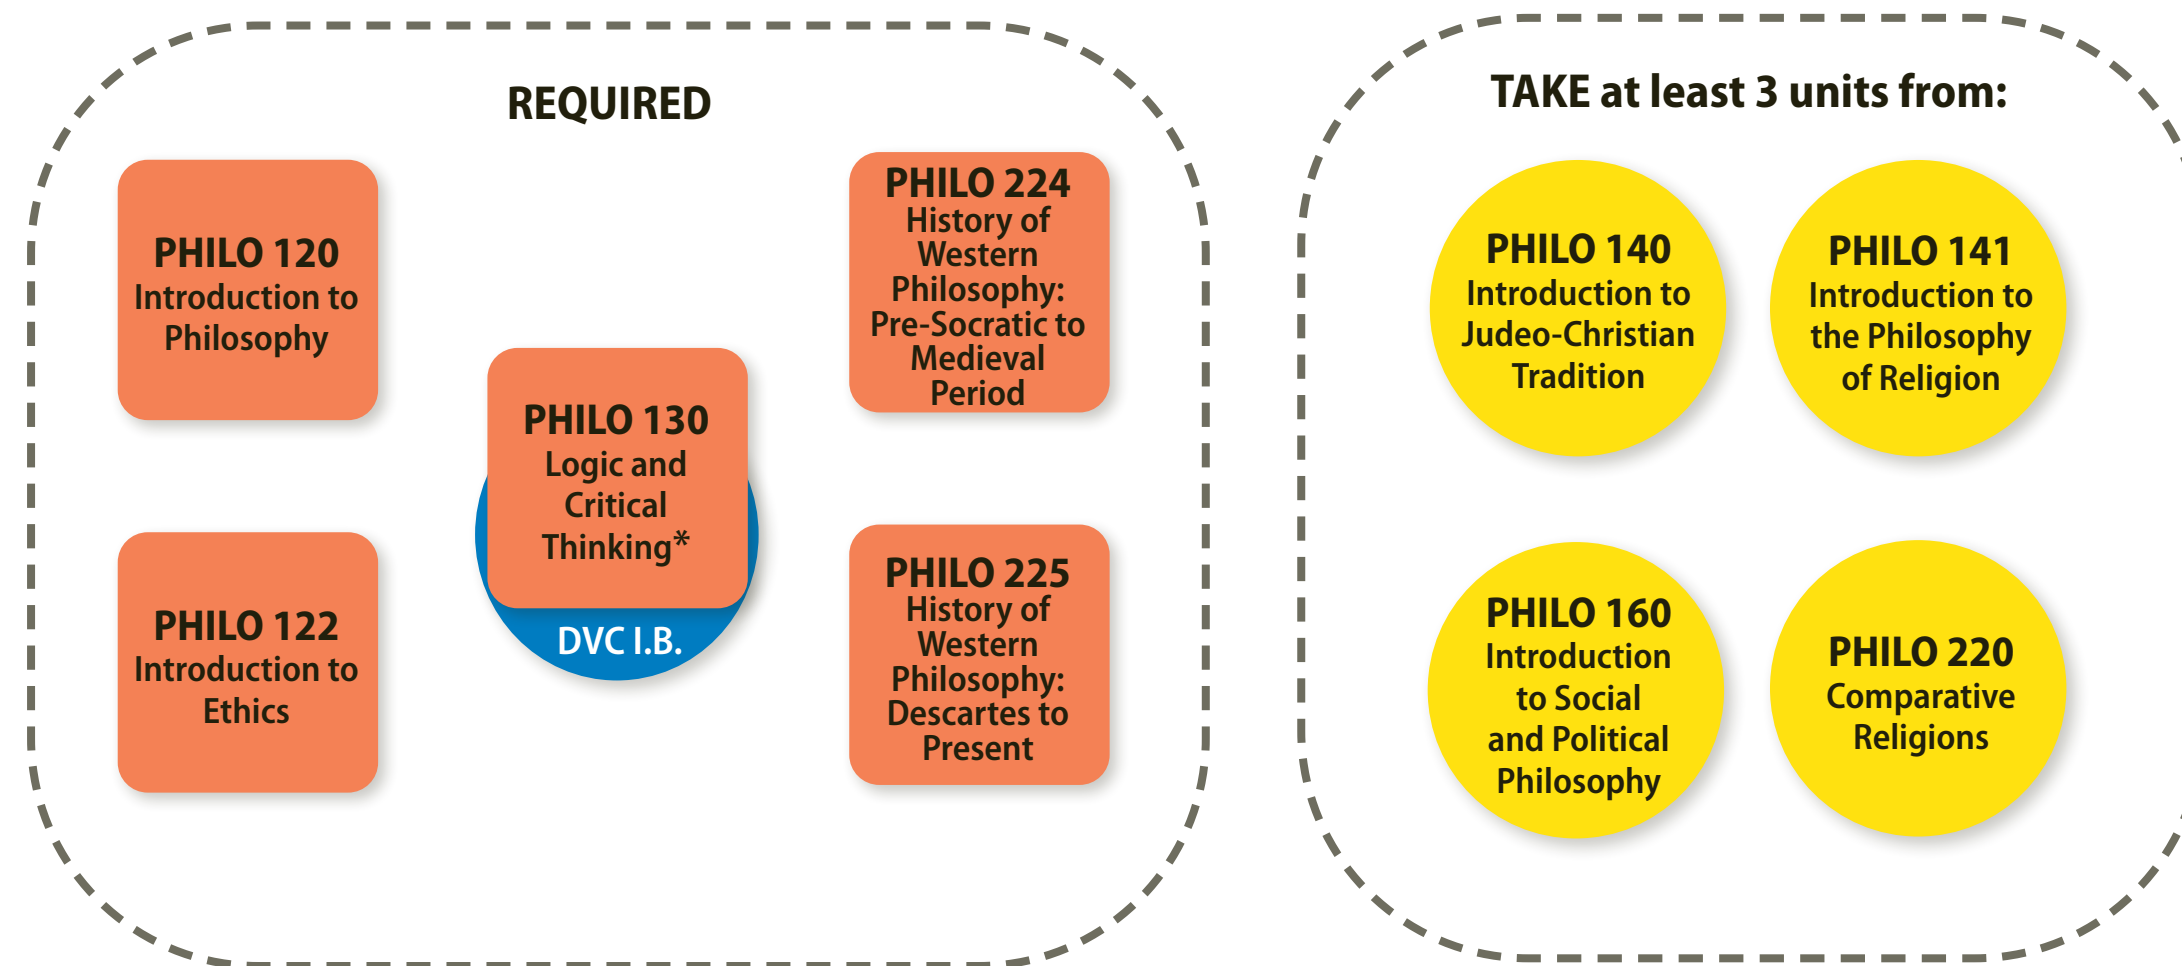 REQUIRED
PHILO 120
Introduction to
Philosophy
PHILO 122
Introduction to
Ethics
PHILO 130
Logic and
Critical
Thinking*
DVC I.B.
PHILO 224
History of
Western
Philosophy:
Pre-Socratic to
Medieval
Period
PHILO 225
History of
Western
Philosophy:
Descartes to
Present
TAKE at least 3 units from:
PHILO 140
Introduction to
Judeo-Christian
Tradition
PHILO 141
Introduction to
the Philosophy
of Religion
PHILO 160
Introduction
to Social
and Political
Philosophy
PHILO 220
Comparative
Religions